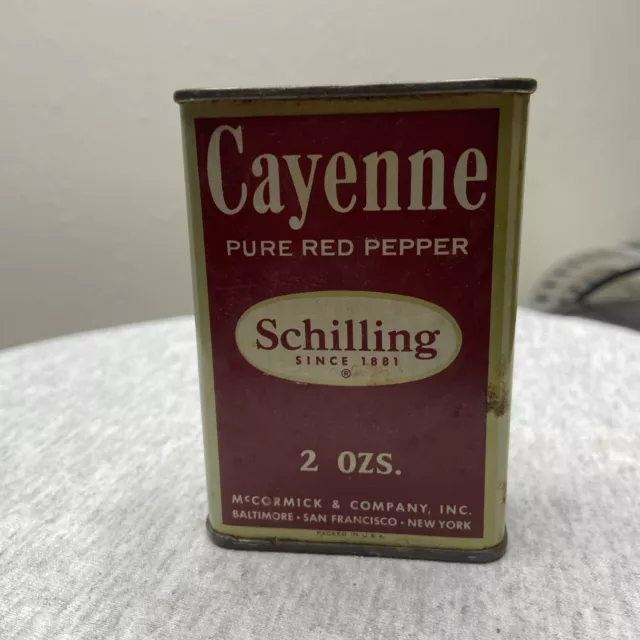 Cayenne
PURE RED PEPPER
Schilling
SINCE 1881
®
2 OZS.
McCORMICK & COMPANY, INC.
BALTIMORE • SAN FRANCISCO • NEW YORK
PACKED IN U.S.A.